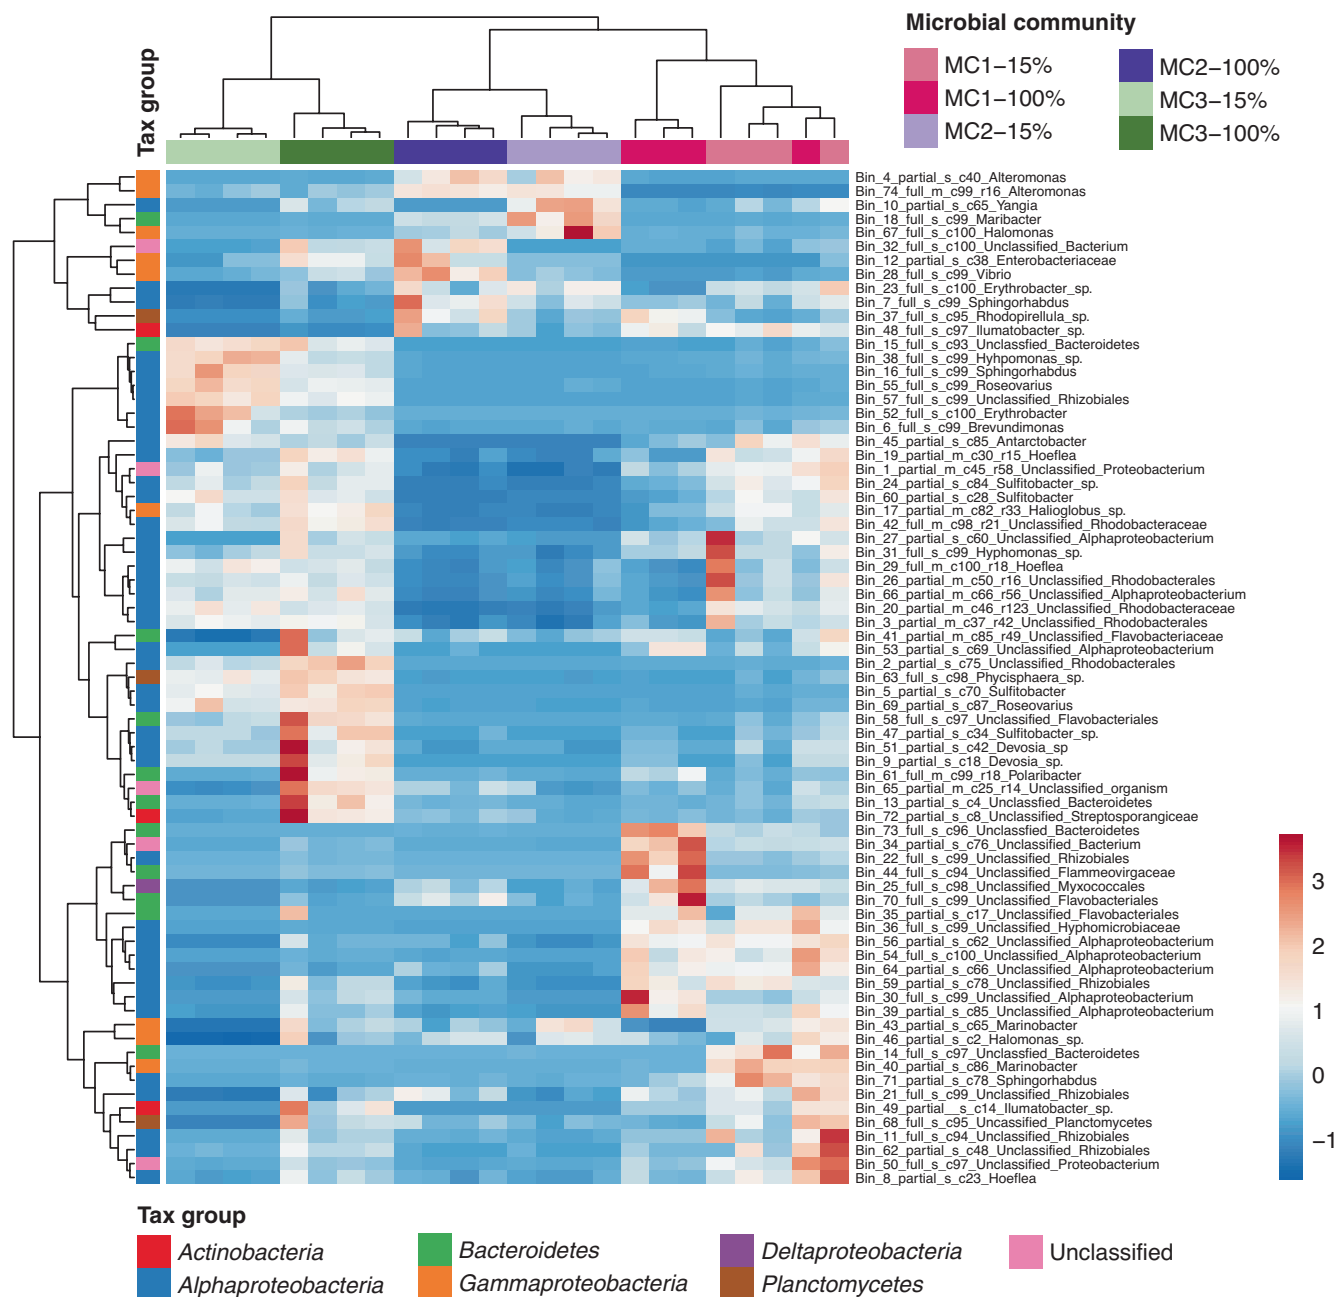 Microbial community
MC1−15%
MC1−100%
MC2−15%
MC2−100%
MC3−15%
MC3−100%
Tax group
Bin_4_partial_s_c40_Alteromonas
Bin_74_full_m_c99_r16_Alteromonas
Bin_10_partial_s_c65_Yangia
Bin_18_full_s_c99_Maribacter
Bin_67_full_s_c100_Halomonas
Bin_32_full_s_c100_Unclassified_Bacterium
Bin_12_partial_s_c38_Enterobacteriaceae
Bin_28_full_s_c99_Vibrio
Bin_23_full_s_c100_Erythrobacter_sp.
Bin_7_full_s_c99_Sphingorhabdus
Bin_37_full_s_c95_Rhodopirellula_sp.
Bin_48_full_s_c97_Ilumatobacter_sp.
Bin_15_full_s_c93_Unclassfied_Bacteroidetes
Bin_38_full_s_c99_Hyhpomonas_sp.
Bin_16_full_s_c99_Sphingorhabdus
Bin_55_full_s_c99_Roseovarius
Bin_57_full_s_c99_Unclassified_Rhizobiales
Bin_52_full_s_c100_Erythrobacter
Bin_6_full_s_c99_Brevundimonas
Bin_45_partial_s_c85_Antarctobacter
Bin_19_partial_m_c30_r15_Hoeflea
Bin_1_partial_m_c45_r58_Unclassified_Proteobacterium
Bin_24_partial_s_c84_Sulfitobacter_sp.
Bin_60_partial_s_c28_Sulfitobacter
Bin_17_partial_m_c82_r33_Halioglobus_sp.
Bin_42_full_m_c98_r21_Unclassified_Rhodobacteraceae
Bin_27_partial_s_c60_Unclassified_Alphaproteobacterium
Bin_31_full_s_c99_Hyphomonas_sp.
Bin_29_full_m_c100_r18_Hoeflea
Bin_26_partial_m_c50_r16_Unclassified_Rhodobacterales
Bin_66_partial_m_c66_r56_Unclassified_Alphaproteobacterium
Bin_20_partial_m_c46_r123_Unclassified_Rhodobacteraceae
Bin_3_partial_m_c37_r42_Unclassified_Rhodobacterales
Bin_41_partial_m_c85_r49_Unclassified_Flavobacteriaceae
Bin_53_partial_s_c69_Unclassified_Alphaproteobacterium
Bin_2_partial_s_c75_Unclassified_Rhodobacterales
Bin_63_full_s_c98_Phycisphaera_sp.
Bin_5_partial_s_c70_Sulfitobacter
Bin_69_partial_s_c87_Roseovarius
Bin_58_full_s_c97_Unclassified_Flavobacteriales
Bin_47_partial_s_c34_Sulfitobacter_sp.
Bin_51_partial_s_c42_Devosia_sp
Bin_9_partial_s_c18_Devosia_sp.
Bin_61_full_m_c99_r18_Polaribacter
Bin_65_partial_m_c25_r14_Unclassified_organism
Bin_13_partial_s_c4_Unclassfied_Bacteroidetes
Bin_72_partial_s_c8_Unclassified_Streptosporangiceae
Bin_73_full_s_c96_Unclassfied_Bacteroidetes
Bin_34_partial_s_c76_Unclassified_Bacterium
Bin_22_full_s_c99_Unclassified_Rhizobiales
Bin_44_full_s_c94_Unclassified_Flammeovirgaceae
Bin_25_full_s_c98_Unclassified_Myxococcales
Bin_70_full_s_c99_Unclassified_Flavobacteriales
Bin_35_partial_s_c17_Unclassified_Flavobacteriales
Bin_36_full_s_c99_Unclassified_Hyphomicrobiaceae
Bin_56_partial_s_c62_Unclassified_Alphaproteobacterium
Bin_54_full_s_c100_Unclassified_Alphaproteobacterium
Bin_64_partial_s_c66_Unclassified_Alphaproteobacterium
Bin_59_partial_s_c78_Unclassified_Rhizobiales
Bin_30_full_s_c99_Unclassified_Alphaproteobacterium
Bin_39_partial_s_c85_Unclassified_Alphaproteobacterium
Bin_43_partial_s_c65_Marinobacter
Bin_46_partial_s_c2_Halomonas_sp.
Bin_14_full_s_c97_Unclassfied_Bacteroidetes
Bin_40_partial_s_c86_Marinobacter
Bin_71_partial_s_c78_Sphingorhabdus
Bin_21_full_s_c99_Unclassified_Rhizobiales
Bin_49_partial__s_c14_Ilumatobacter_sp.
Bin_68_full_s_c95_Uncassified_Planctomycetes
Bin_11_full_s_c94_Unclassified_Rhizobiales
Bin_62_partial_s_c48_Unclassified_Rhizobiales
Bin_50_full_s_c97_Unclassified_Proteobacterium
Bin_8_partial_s_c23_Hoeflea
3
2
1
0
−1
Tax group
Actinobacteria
Alphaproteobacteria
Bacteroidetes
Gammaproteobacteria
Deltaproteobacteria
Planctomycetes
Unclassified